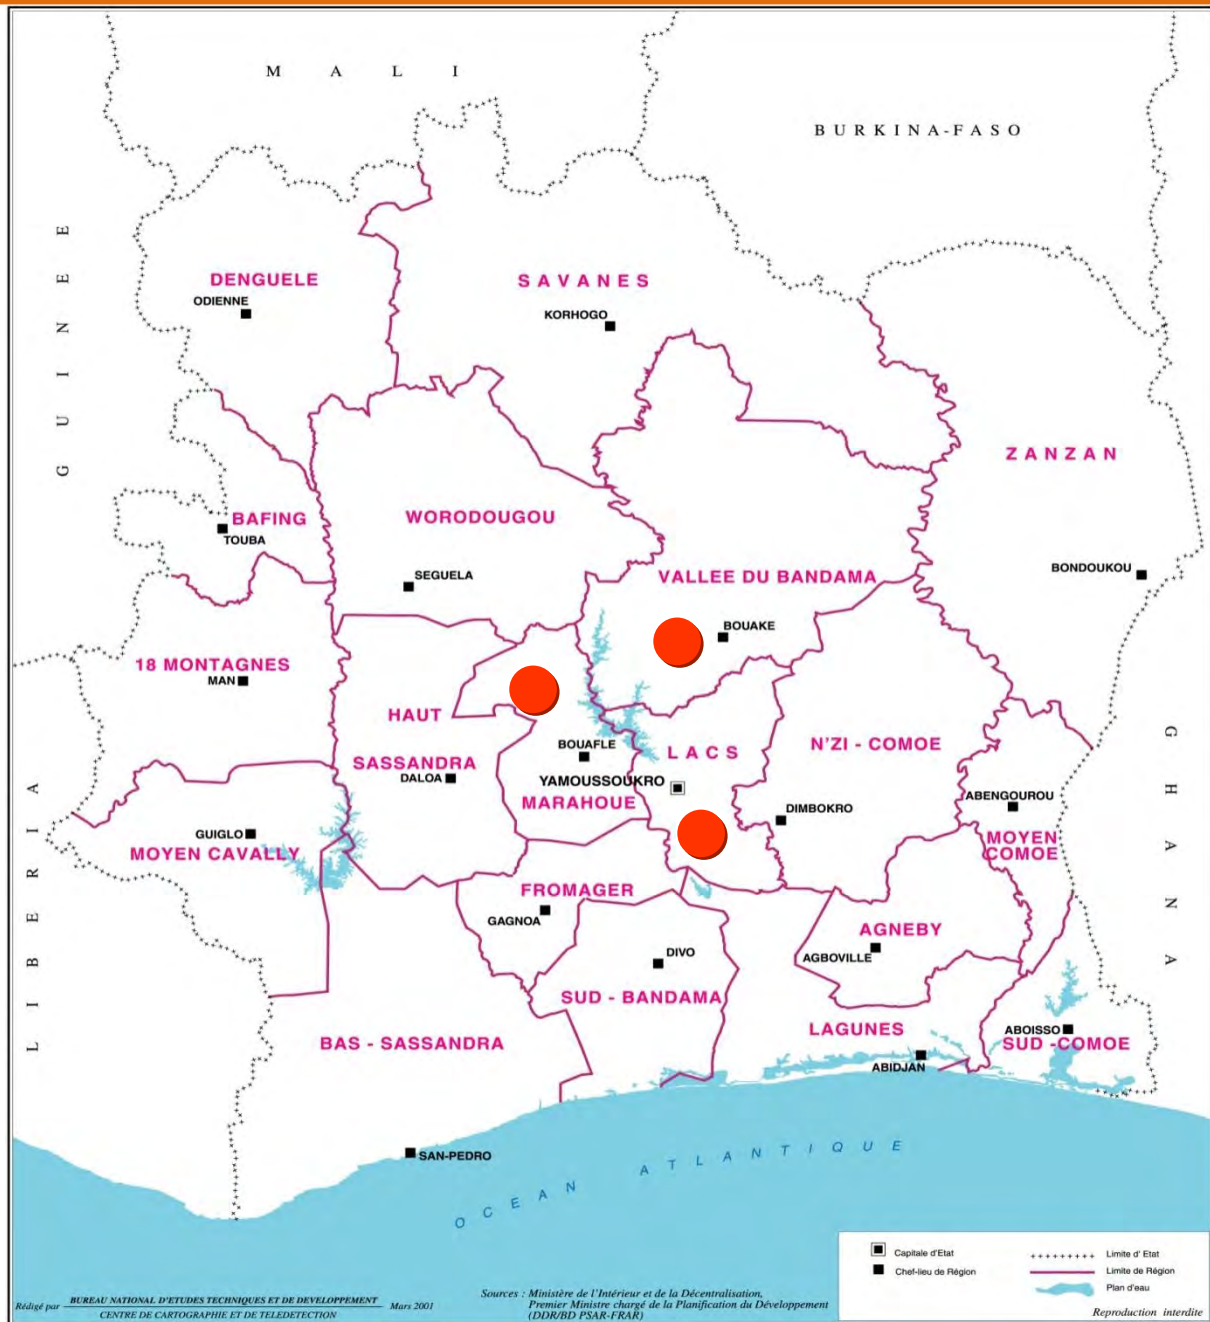 MALI
BURKINA-FASO
GUINEE
DENGUELE
ODIENNE
SAVANES
KORHOGO
ZANZAN
BAFING
TOUBA
WORODOUGOU
SEGUELA
VALLEE DU BANDAMA
BONDOUKOU
BOUAKE
18 MONTAGNES
MAN
HAUT
SASSANDRA
DALOA
BOUAFLE
LACS
YAMOUSSOUKRO
MARAHOUE
N'ZI - COMOE
DIMBOKRO
ABENGOUROU
MOYEN
COMOE
GHANA
LIBERIA
GUIGLO
MOYEN CAVALLY
FROMAGER
GAGNOA
DIVO
SUD - BANDAMA
AGNEBY
AGBOVILLE
BAS - SASSANDRA
LAGUNES
ABIDJAN
ABOISSO
SUD -COMOE
SAN-PEDRO
OCEAN ATLANTIQUE
Capitale d'Etat
Chef-lieu de Région
Limite d' Etat
Limite de Région
Plan d'eau
Reproduction interdite
Rédigé par BUREAU NATIONAL D'ETUDES TECHNIQUES ET DE DEVELOPPEMENT Mars 2001
CENTRE DE CARTOGRAPHIE ET DE TELEDETECTION
Sources : Ministère de l'Intérieur et de la Décentralisation,
Premier Ministre chargé de la Planification du Développement
(DDR/BD PSAR-FRAR)